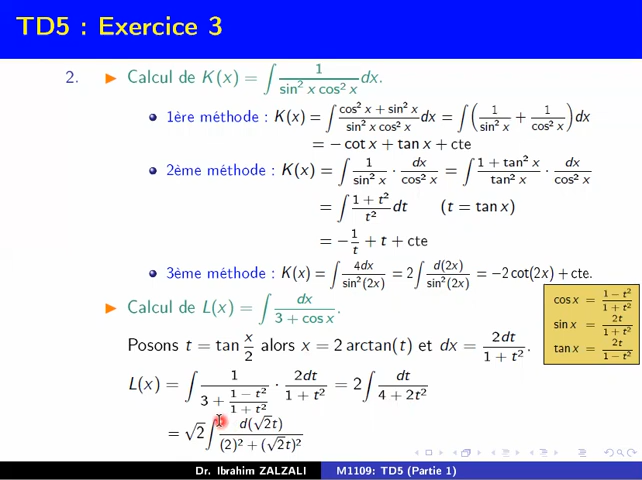 TD5 : Exercice 3
2. ► Calcul de K(x) = ∫ 1/(sin² x cos² x) dx.
• 1ère méthode : K(x) = ∫ (cos² x + sin² x)/(sin² x cos² x) dx = ∫ (1/sin² x + 1/cos² x) dx
= − cot x + tan x + cte
• 2ème méthode : K(x) = ∫ 1/sin² x · dx/cos² x = ∫ (1 + tan² x)/tan² x · dx/cos² x
= ∫ (1 + t²)/t² dt (t = tan x)
= −1/t + t + cte
• 3ème méthode : K(x) = ∫ 4dx/sin²(2x) = 2 ∫ d(2x)/sin²(2x) = −2 cot(2x) + cte.
► Calcul de L(x) = ∫ dx/(3 + cos x).
cos x = (1 − t²)/(1 + t²)
sin x = 2t/(1 + t²)
tan x = 2t/(1 − t²)
Posons t = tan x/2 alors x = 2 arctan(t) et dx = 2dt/(1 + t²).
L(x) = ∫ 1/(3 + (1 − t²)/(1 + t²)) · 2dt/(1 + t²) = 2 ∫ dt/(4 + 2t²)
= √2 ∫ d(√2t)/((2)² + (√2t)²)
Dr. Ibrahim ZALZALI M1109: TD5 (Partie 1)